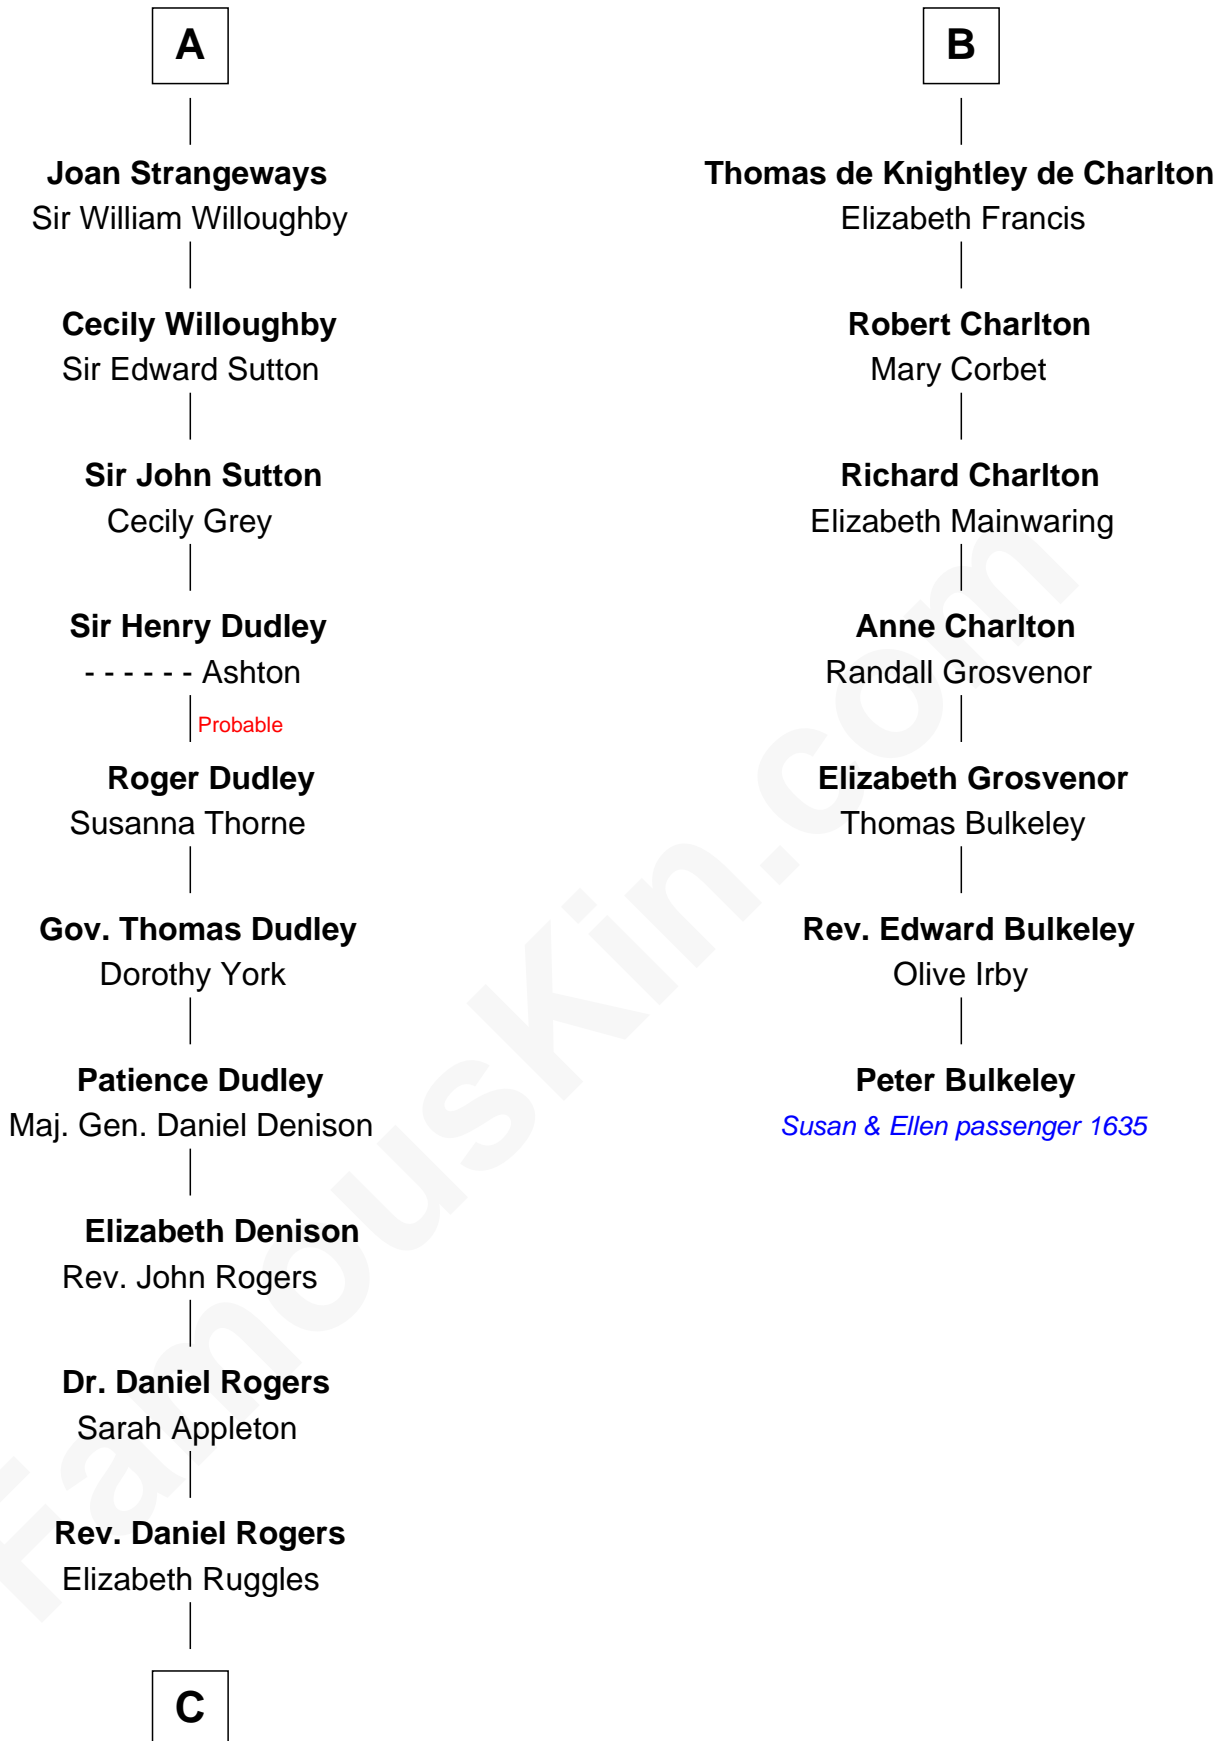 A
Joan Strangeways
Sir William Willoughby
Cecily Willoughby
Sir Edward Sutton
Sir John Sutton
Cecily Grey
Sir Henry Dudley
- - - - - - Ashton
Probable
Roger Dudley
Susanna Thorne
Gov. Thomas Dudley
Dorothy York
Patience Dudley
Maj. Gen. Daniel Denison
Elizabeth Denison
Rev. John Rogers
Dr. Daniel Rogers
Sarah Appleton
Rev. Daniel Rogers
Elizabeth Ruggles
C
B
Thomas de Knightley de Charlton
Elizabeth Francis
Robert Charlton
Mary Corbet
Richard Charlton
Elizabeth Mainwaring
Anne Charlton
Randall Grosvenor
Elizabeth Grosvenor
Thomas Bulkeley
Rev. Edward Bulkeley
Olive Irby
Peter Bulkeley
Susan & Ellen passenger 1635
FamousKin.com